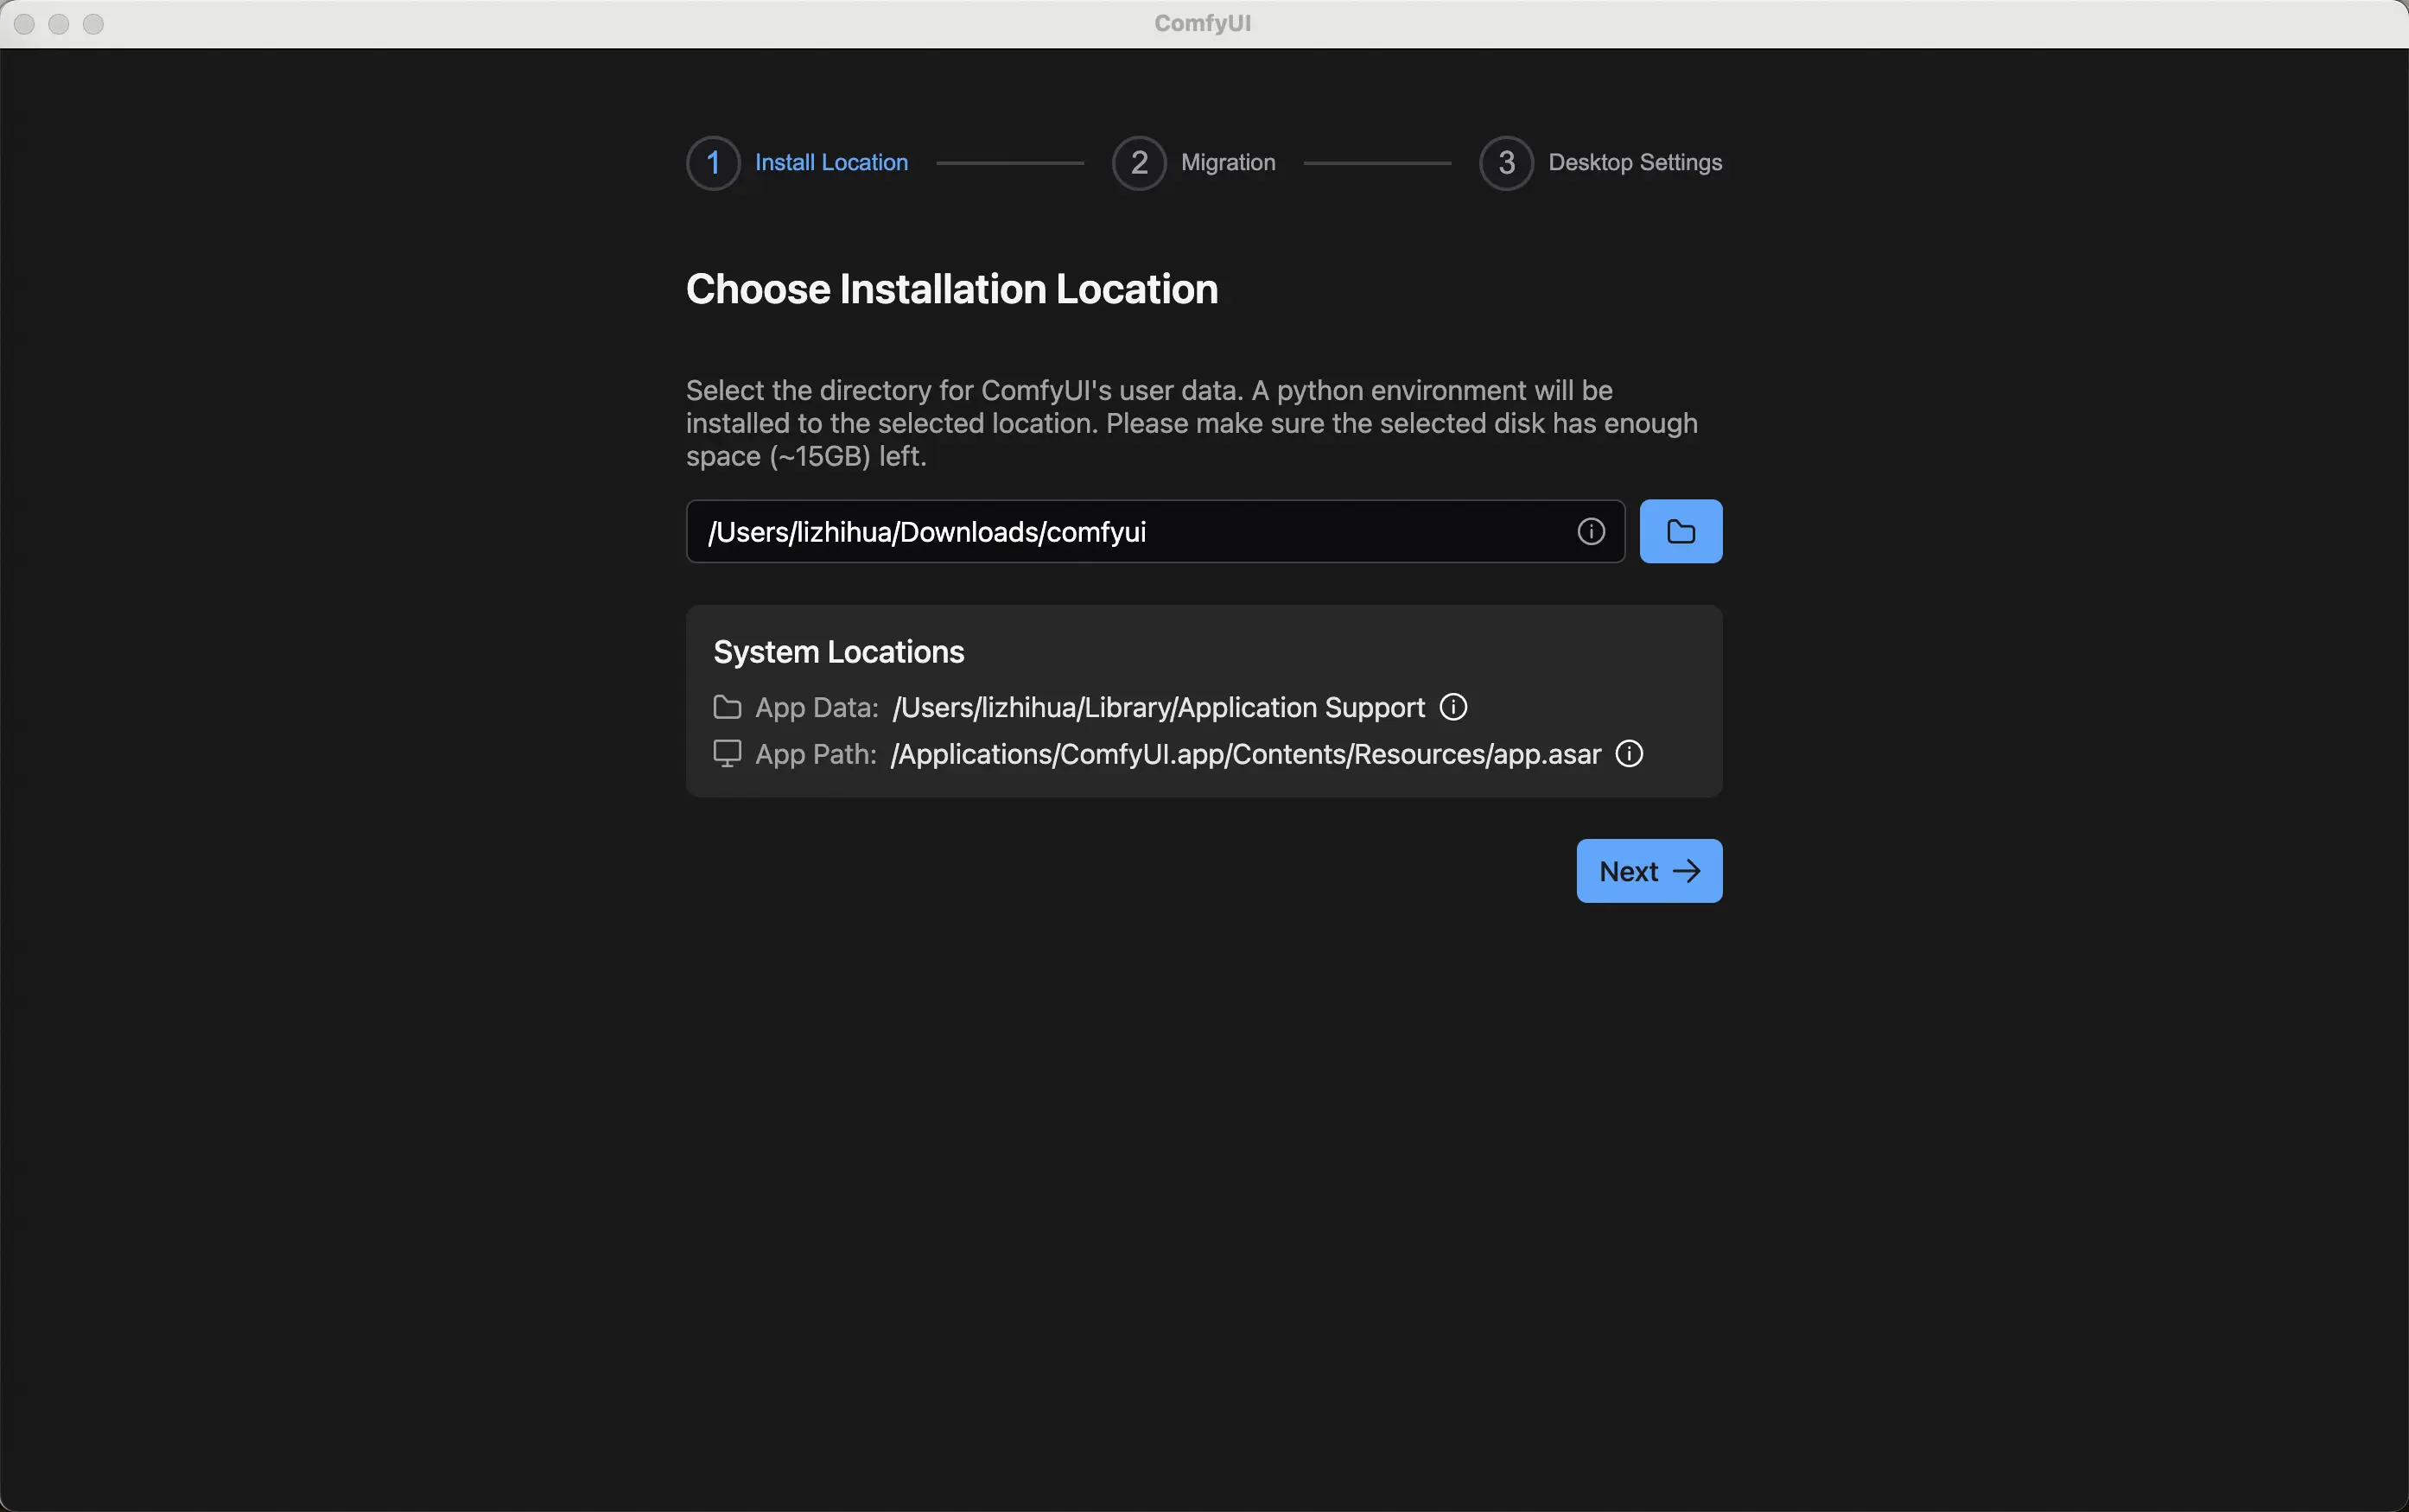 ComfyUI
1 Install Location 2 Migration 3 Desktop Settings
Choose Installation Location
Select the directory for ComfyUI's user data. A python environment will be
installed to the selected location. Please make sure the selected disk has enough
space (~15GB) left.
/Users/lizhihua/Downloads/comfyui
System Locations
App Data: /Users/lizhihua/Library/Application Support
App Path: /Applications/ComfyUI.app/Contents/Resources/app.asar
Next